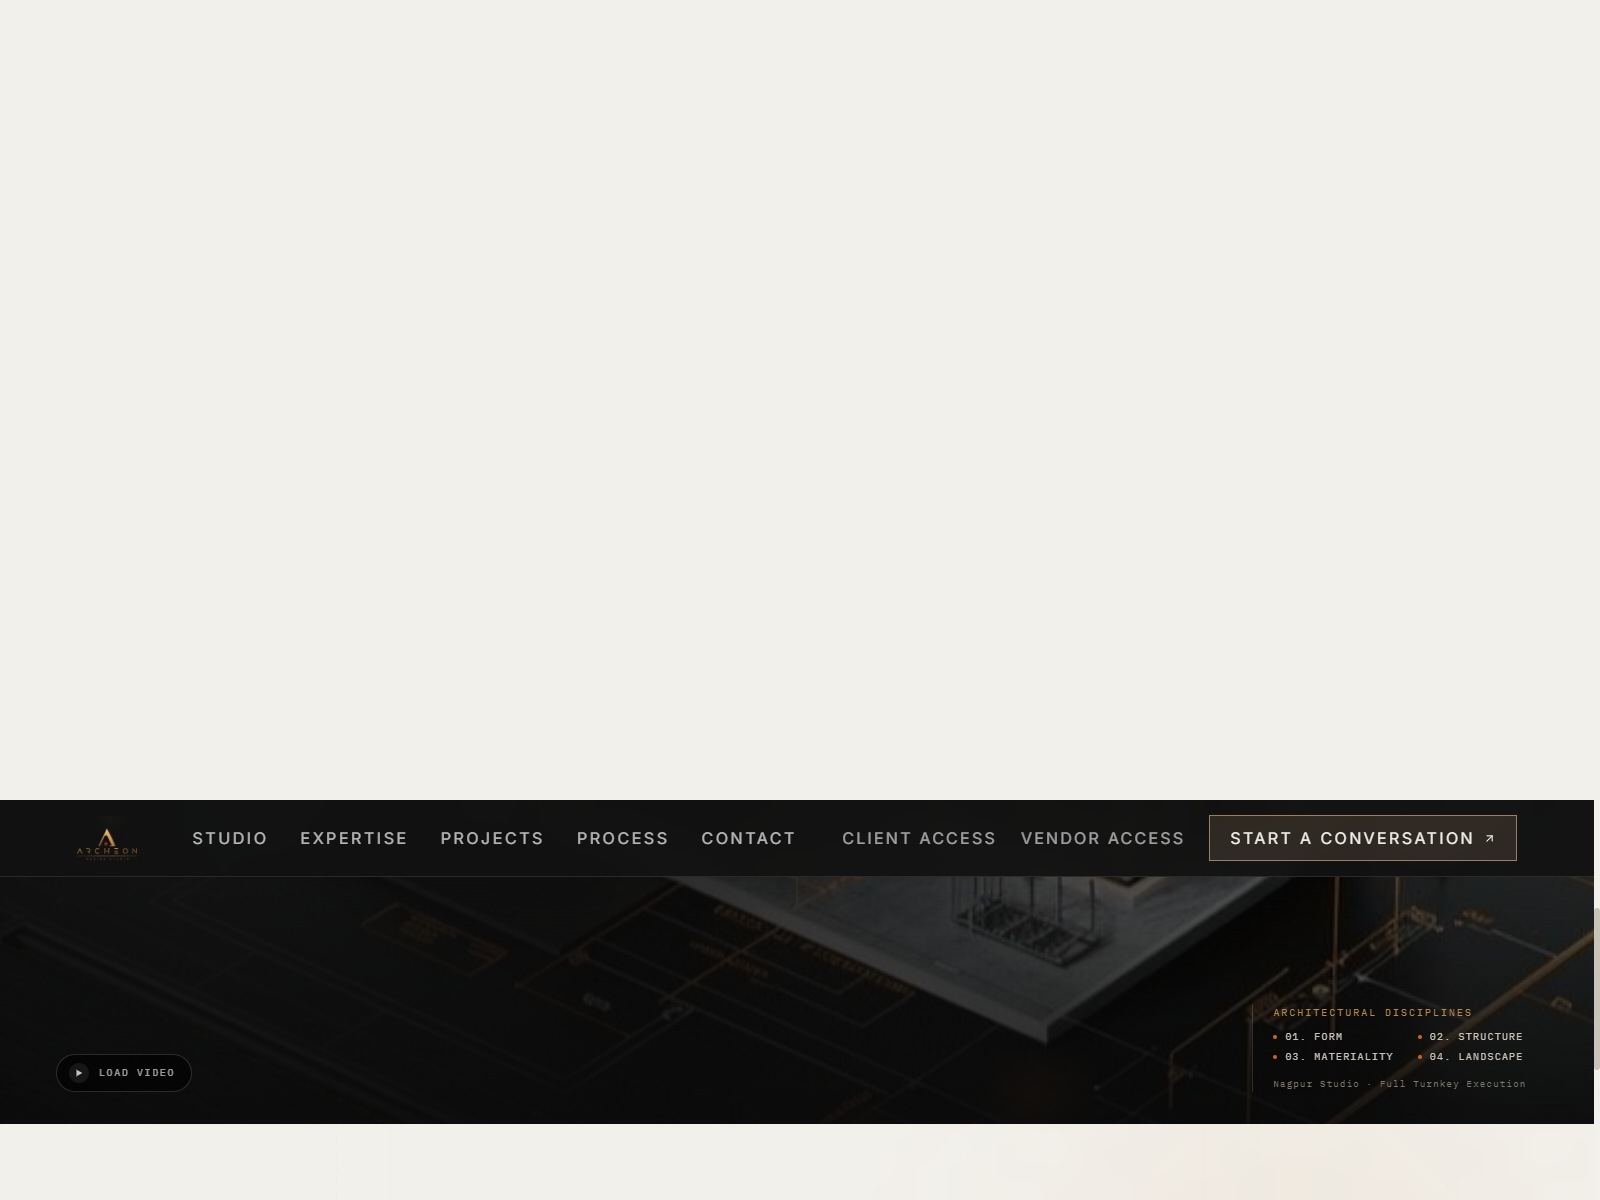 ARCHEON
STUDIO
EXPERTISE
PROJECTS
PROCESS
CONTACT
CLIENT ACCESS
VENDOR ACCESS
START A CONVERSATION
ARCHITECTURAL DISCIPLINES
01. FORM
02. STRUCTURE
03. MATERIALITY
04. LANDSCAPE
Nagpur Studio · Full Turnkey Execution
LOAD VIDEO